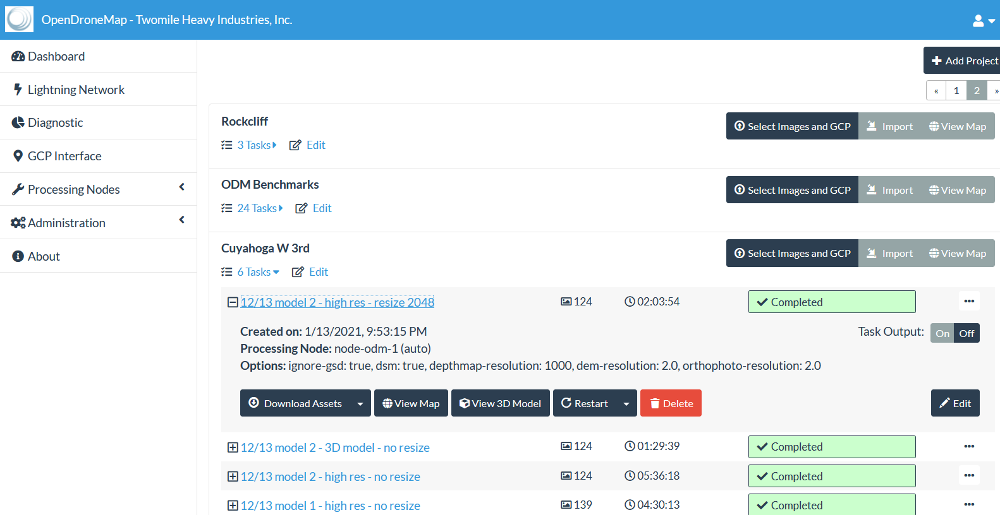 OpenDroneMap - Twomile Heavy Industries, Inc.
Dashboard
Lightning Network
Diagnostic
GCP Interface
Processing Nodes
Administration
About
Add Project
« 1 2 »
Rockcliff
Select Images and GCP Import View Map
3 Tasks Edit
ODM Benchmarks
Select Images and GCP Import View Map
24 Tasks Edit
Cuyahoga W 3rd
Select Images and GCP Import View Map
6 Tasks Edit
12/13 model 2 - high res - resize 2048 124 02:03:54 Completed
Created on: 1/13/2021, 9:53:15 PM Task Output: On Off
Processing Node: node-odm-1 (auto)
Options: ignore-gsd: true, dsm: true, depthmap-resolution: 1000, dem-resolution: 2.0, orthophoto-resolution: 2.0
Download Assets View Map View 3D Model Restart Delete Edit
12/13 model 2 - 3D model - no resize 124 01:29:39 Completed
12/13 model 2 - high res - no resize 124 05:36:18 Completed
12/13 model 1 - high res - no resize 139 04:30:13 Completed